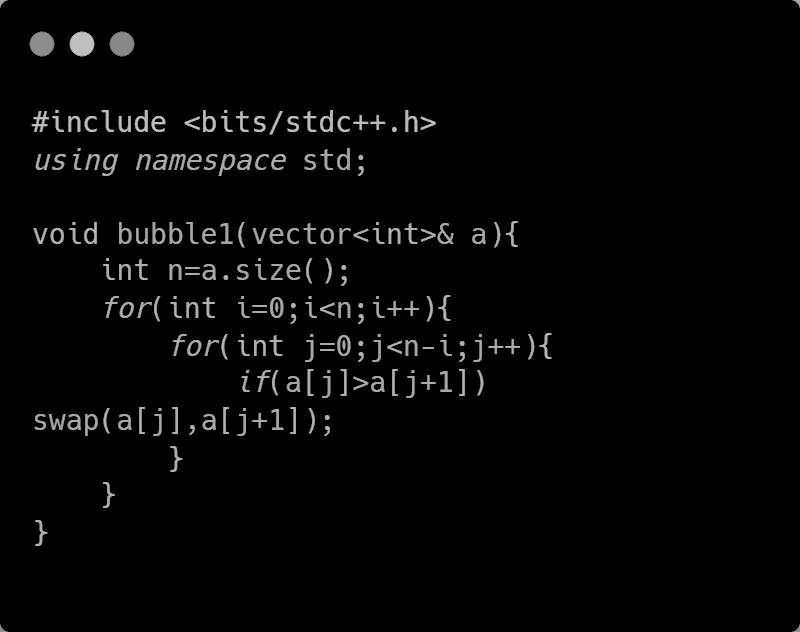 #include <bits/stdc++.h>
using namespace std;

void bubble1(vector<int>& a){
    int n=a.size();
    for(int i=0;i<n;i++){
        for(int j=0;j<n-i;j++){
            if(a[j]>a[j+1])
swap(a[j],a[j+1]);
        }
    }
}